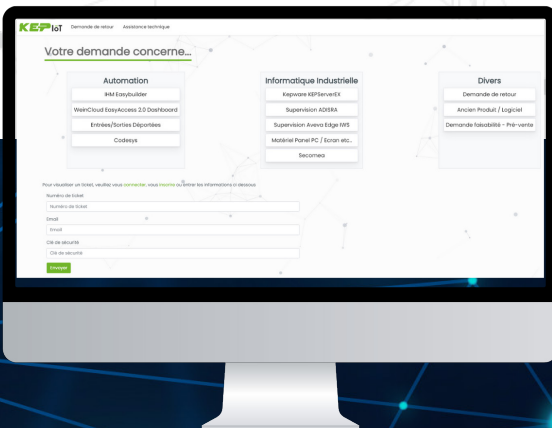 KEP IoT Demande de retour Assistance technique
Votre demande concerne...
Automation
IHM Easybuilder
WeinCloud EasyAccess 2.0 Dashboard
Entrées/Sorties Déportées
Codesys
Informatique Industrielle
Kepware KEPServerEX
Supervision ADISRA
Supervision Aveva Edge IWS
Matériel Panel PC / Ecran etc..
Secomea
Divers
Demande de retour
Ancien Produit / Logiciel
Demande faisabilité - Pré-vente
Pour visualiser un ticket, veuillez vous connecter, vous inscrire ou entrer les informations ci dessous
Numéro de ticket
Numéro de ticket
Email
Email
Clé de sécurité
Clé de sécurité
Envoyer